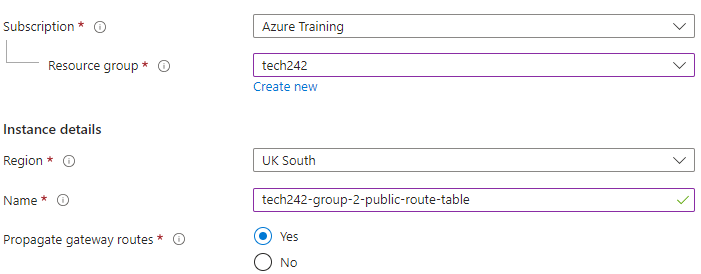 Subscription * Azure Training
Resource group * tech242
Create new
Instance details
Region * UK South
Name * tech242-group-2-public-route-table
Propagate gateway routes * Yes
No